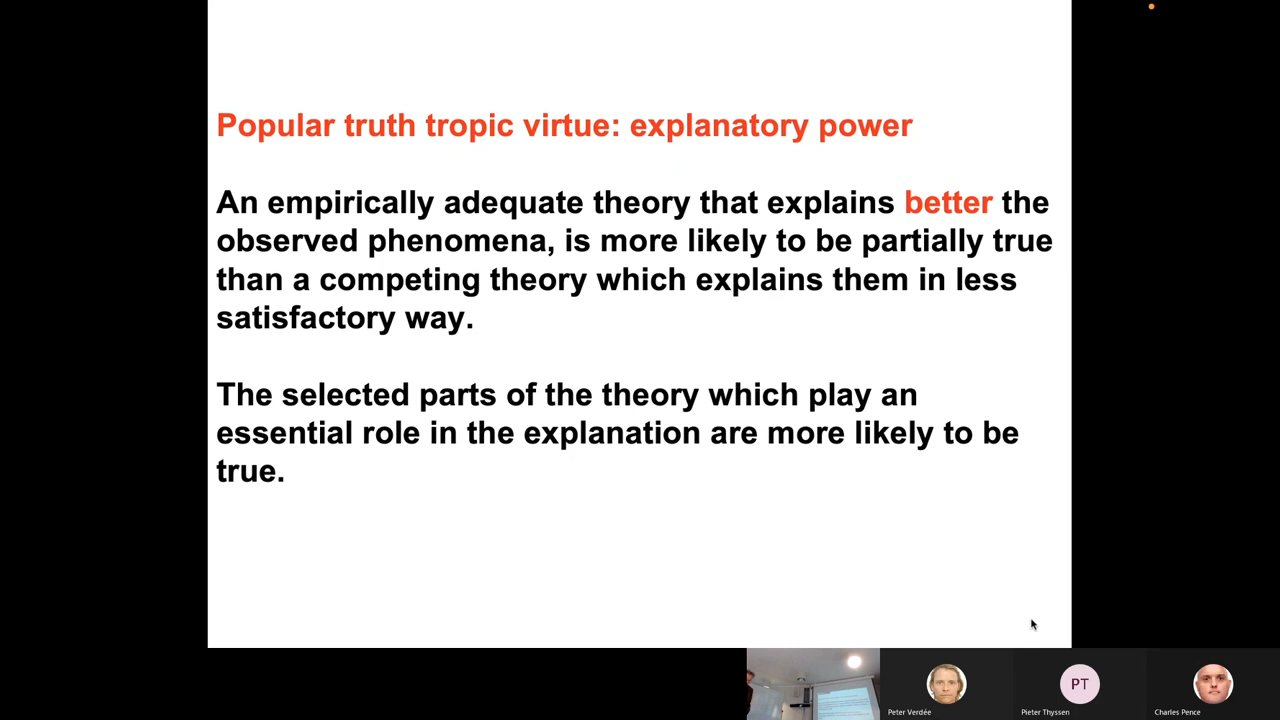 Popular truth tropic virtue: explanatory power
An empirically adequate theory that explains better the
observed phenomena, is more likely to be partially true
than a competing theory which explains them in less
satisfactory way.
The selected parts of the theory which play an
essential role in the explanation are more likely to be
true.
PT
Peter Verdée
Pieter Thyssen
Charles Pence